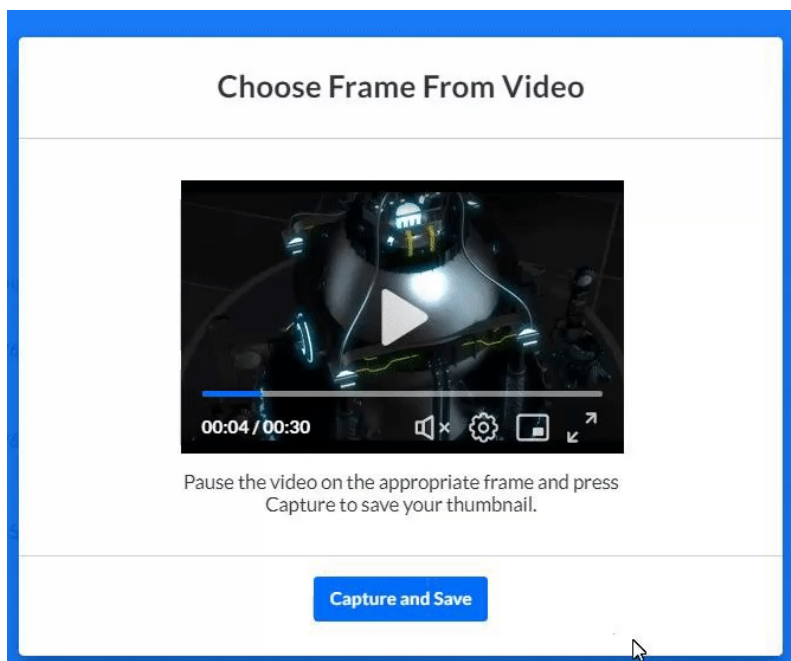 Choose Frame From Video
00:04 / 00:30
Pause the video on the appropriate frame and press
Capture to save your thumbnail.
Capture and Save